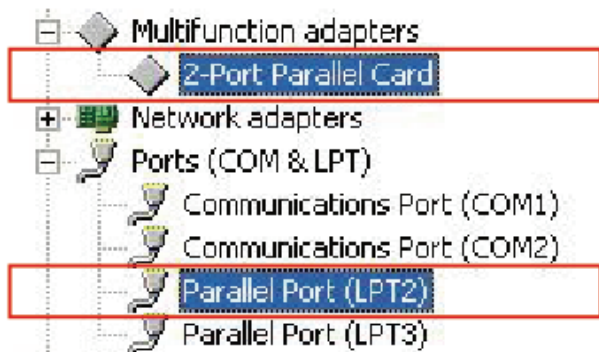 Multifunction adapters
2-Port Parallel Card
Network adapters
Ports (COM & LPT)
Communications Port (COM1)
Communications Port (COM2)
Parallel Port (LPT2)
Parallel Port (LPT3)